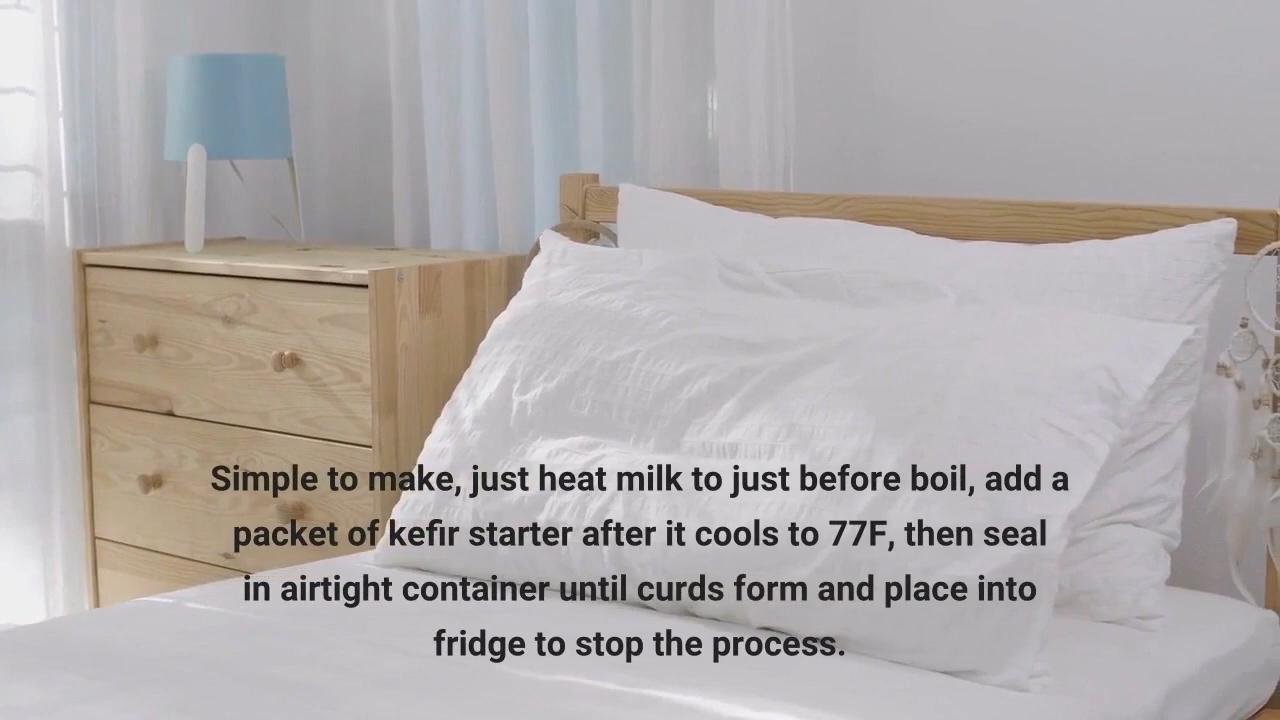 Simple to make, just heat milk to just before boil, add a
packet of kefir starter after it cools to 77F, then seal
in airtight container until curds form and place into
fridge to stop the process.